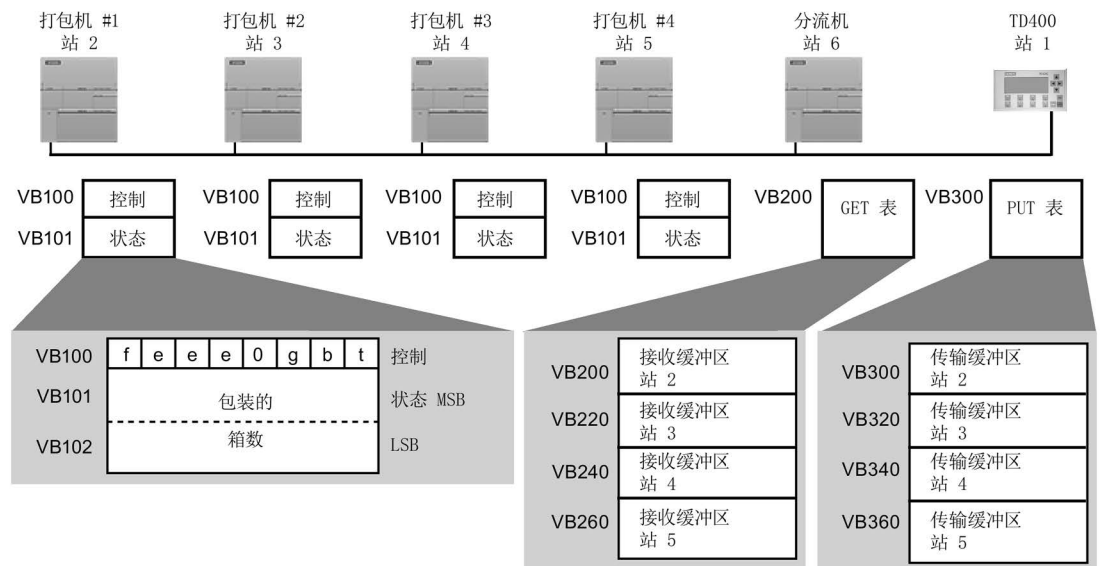 打包机 #1
站 2
打包机 #2
站 3
打包机 #3
站 4
打包机 #4
站 5
分流机
站 6
TD400
站 1
VB100 控制
VB101 状态
VB100 控制
VB101 状态
VB100 控制
VB101 状态
VB100 控制
VB101 状态
VB200 GET 表
VB300 PUT 表
VB100 f e e e 0 g b t 控制
VB101 包装的 状态 MSB
VB102 箱数 LSB
VB200 接收缓冲区
站 2
VB220 接收缓冲区
站 3
VB240 接收缓冲区
站 4
VB260 接收缓冲区
站 5
VB300 传输缓冲区
站 2
VB320 传输缓冲区
站 3
VB340 传输缓冲区
站 4
VB360 传输缓冲区
站 5